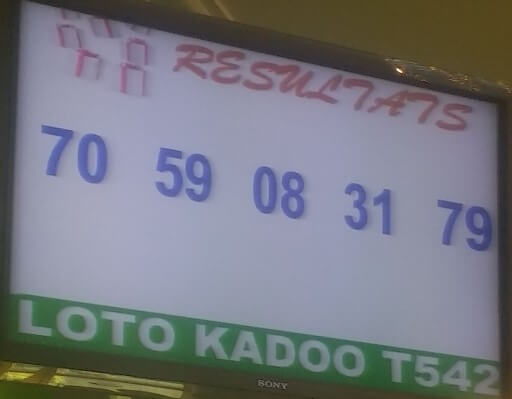 RESULTATS
70 59 08 31 79
LOTO KADOO T542
SONY